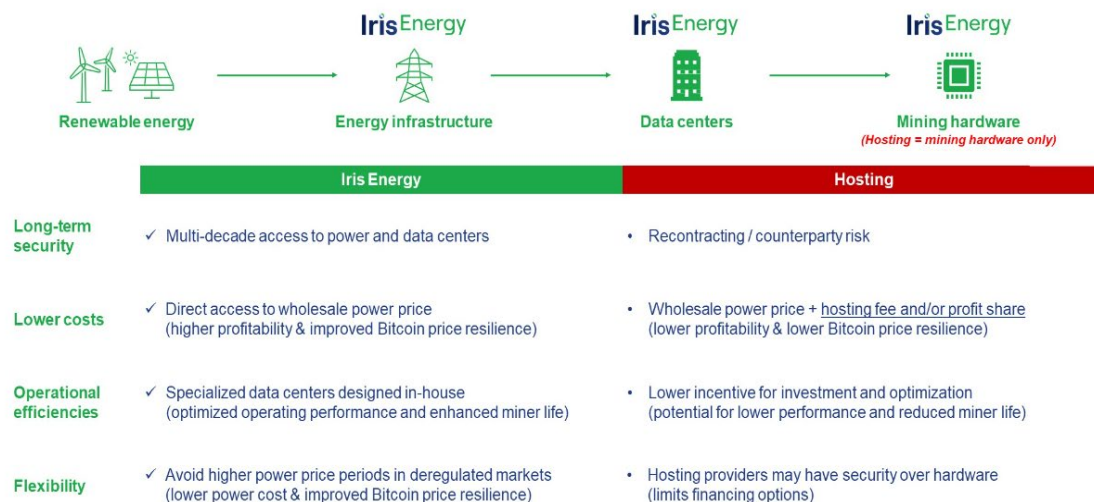 Iris Energy
Iris Energy
Iris Energy
Renewable energy
Energy infrastructure
Data centers
Mining hardware
(Hosting = mining hardware only)
Iris Energy
Hosting
Long-term
security
✓ Multi-decade access to power and data centers
• Recontracting / counterparty risk
Lower costs
✓ Direct access to wholesale power price
(higher profitability & improved Bitcoin price resilience)
• Wholesale power price + hosting fee and/or profit share
(lower profitability & lower Bitcoin price resilience)
Operational
efficiencies
✓ Specialized data centers designed in-house
(optimized operating performance and enhanced miner life)
• Lower incentive for investment and optimization
(potential for lower performance and reduced miner life)
Flexibility
✓ Avoid higher power price periods in deregulated markets
(lower power cost & improved Bitcoin price resilience)
• Hosting providers may have security over hardware
(limits financing options)